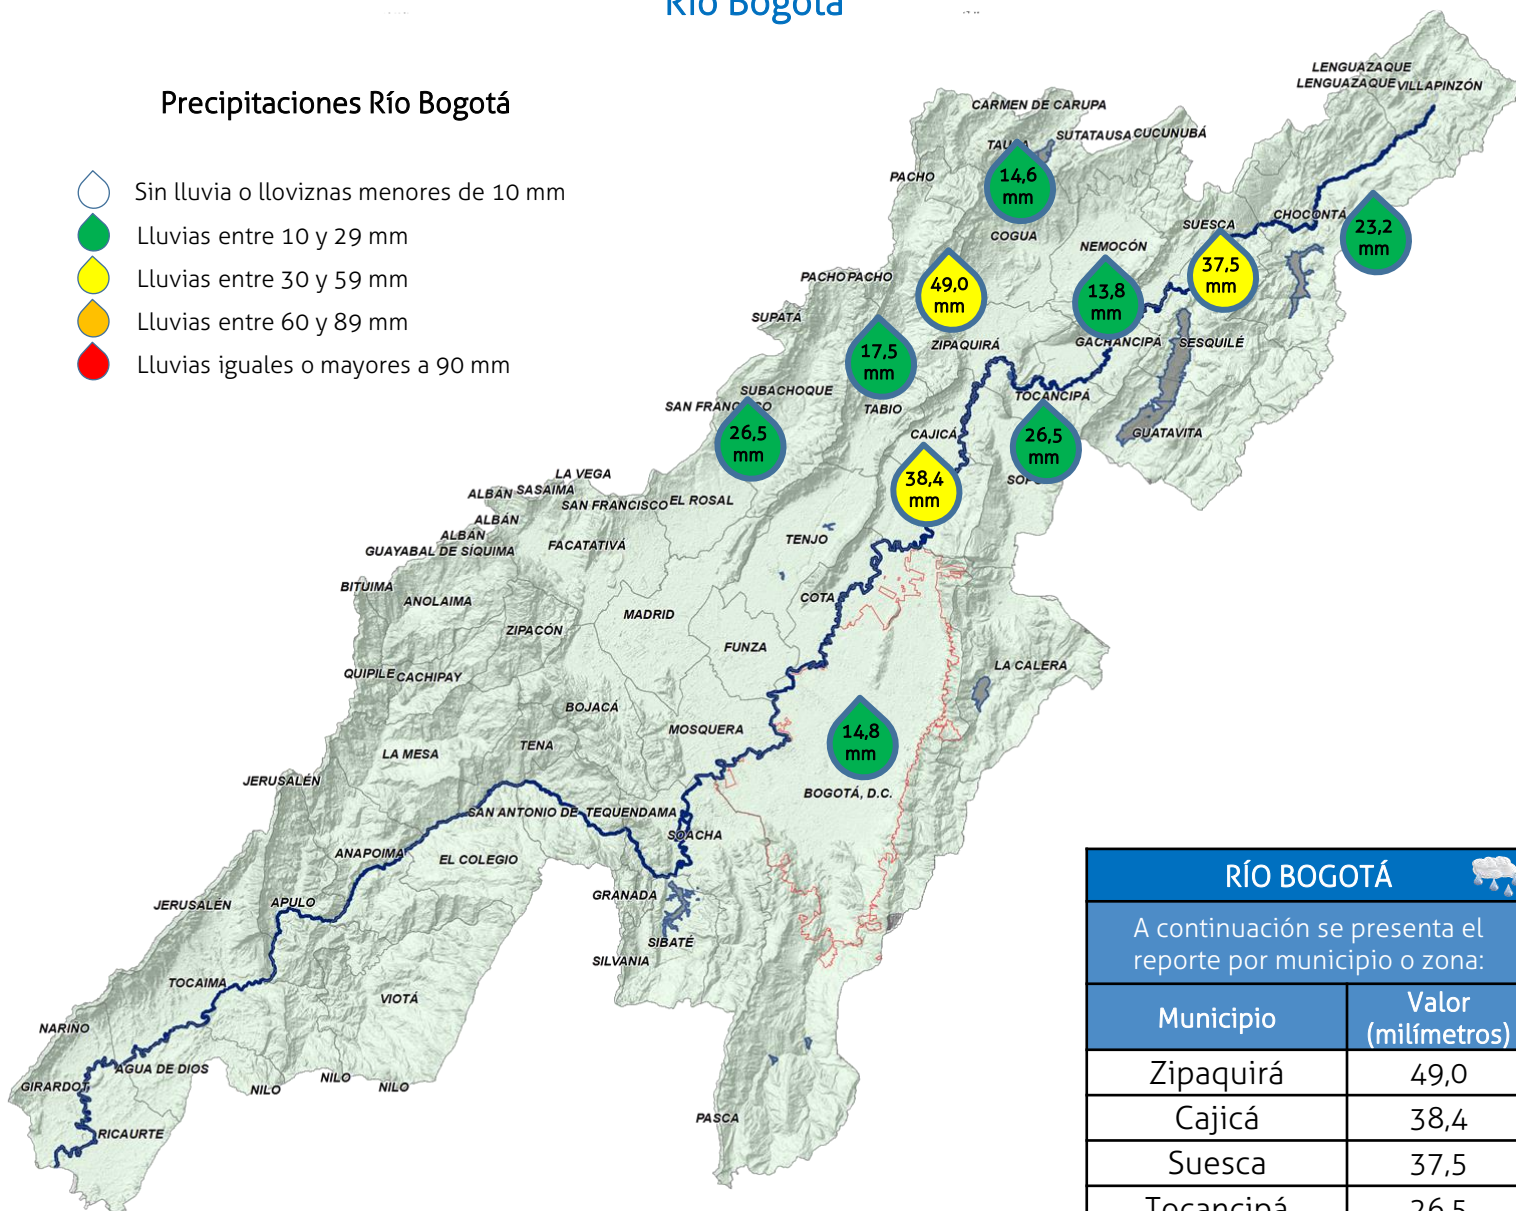 Río Bogotá
Precipitaciones Río Bogotá
Sin lluvia o lloviznas menores de 10 mm
Lluvias entre 10 y 29 mm
Lluvias entre 30 y 59 mm
Lluvias entre 60 y 89 mm
Lluvias iguales o mayores a 90 mm
LENGUAZAQUE
LENGUAZAQUE VILLAPINZÓN
CARMEN DE CARUPA
SUTATAUSA CUCUNUBÁ
TAUSA
PACHO
14,6
mm
COGUA
NEMOCÓN
SUESCA
CHOCONTÁ
23,2
mm
37,5
mm
PACHO PACHO
49,0
mm
13,8
mm
SUPATÁ
ZIPAQUIRÁ
GACHANCIPÁ
SESQUILÉ
17,5
mm
SUBACHOQUE
SAN FRANCISCO
TABIO
TOCANCIPÁ
26,5
mm
CAJICÁ
26,5
mm
GUATAVITA
38,4
mm
LA VEGA
ALBÁN SASAIMA
SAN FRANCISCO EL ROSAL
ALBÁN
ALBÁN
GUAYABAL DE SÍQUIMA
FACATATIVÁ
TENJO
BITUIMA
ANOLAIMA
COTA
MADRID
ZIPACÓN
FUNZA
LA CALERA
QUIPILE CACHIPAY
BOJACÁ
MOSQUERA
14,8
mm
TENA
LA MESA
JERUSALÉN
BOGOTÁ, D.C.
SAN ANTONIO DE TEQUENDAMA
SOACHA
ANAPOIMA
EL COLEGIO
JERUSALÉN
APULO
GRANADA
SIBATÉ
SILVANIA
TOCAIMA
VIOTÁ
NARIÑO
AGUA DE DIOS
GIRARDOT
NILO
NILO
NILO
PASCA
RICAURTE
RÍO BOGOTÁ
A continuación se presenta el
reporte por municipio o zona:
Municipio
Valor
(milímetros)
Zipaquirá 49,0
Cajicá 38,4
Suesca 37,5
Tocancipá 26,5